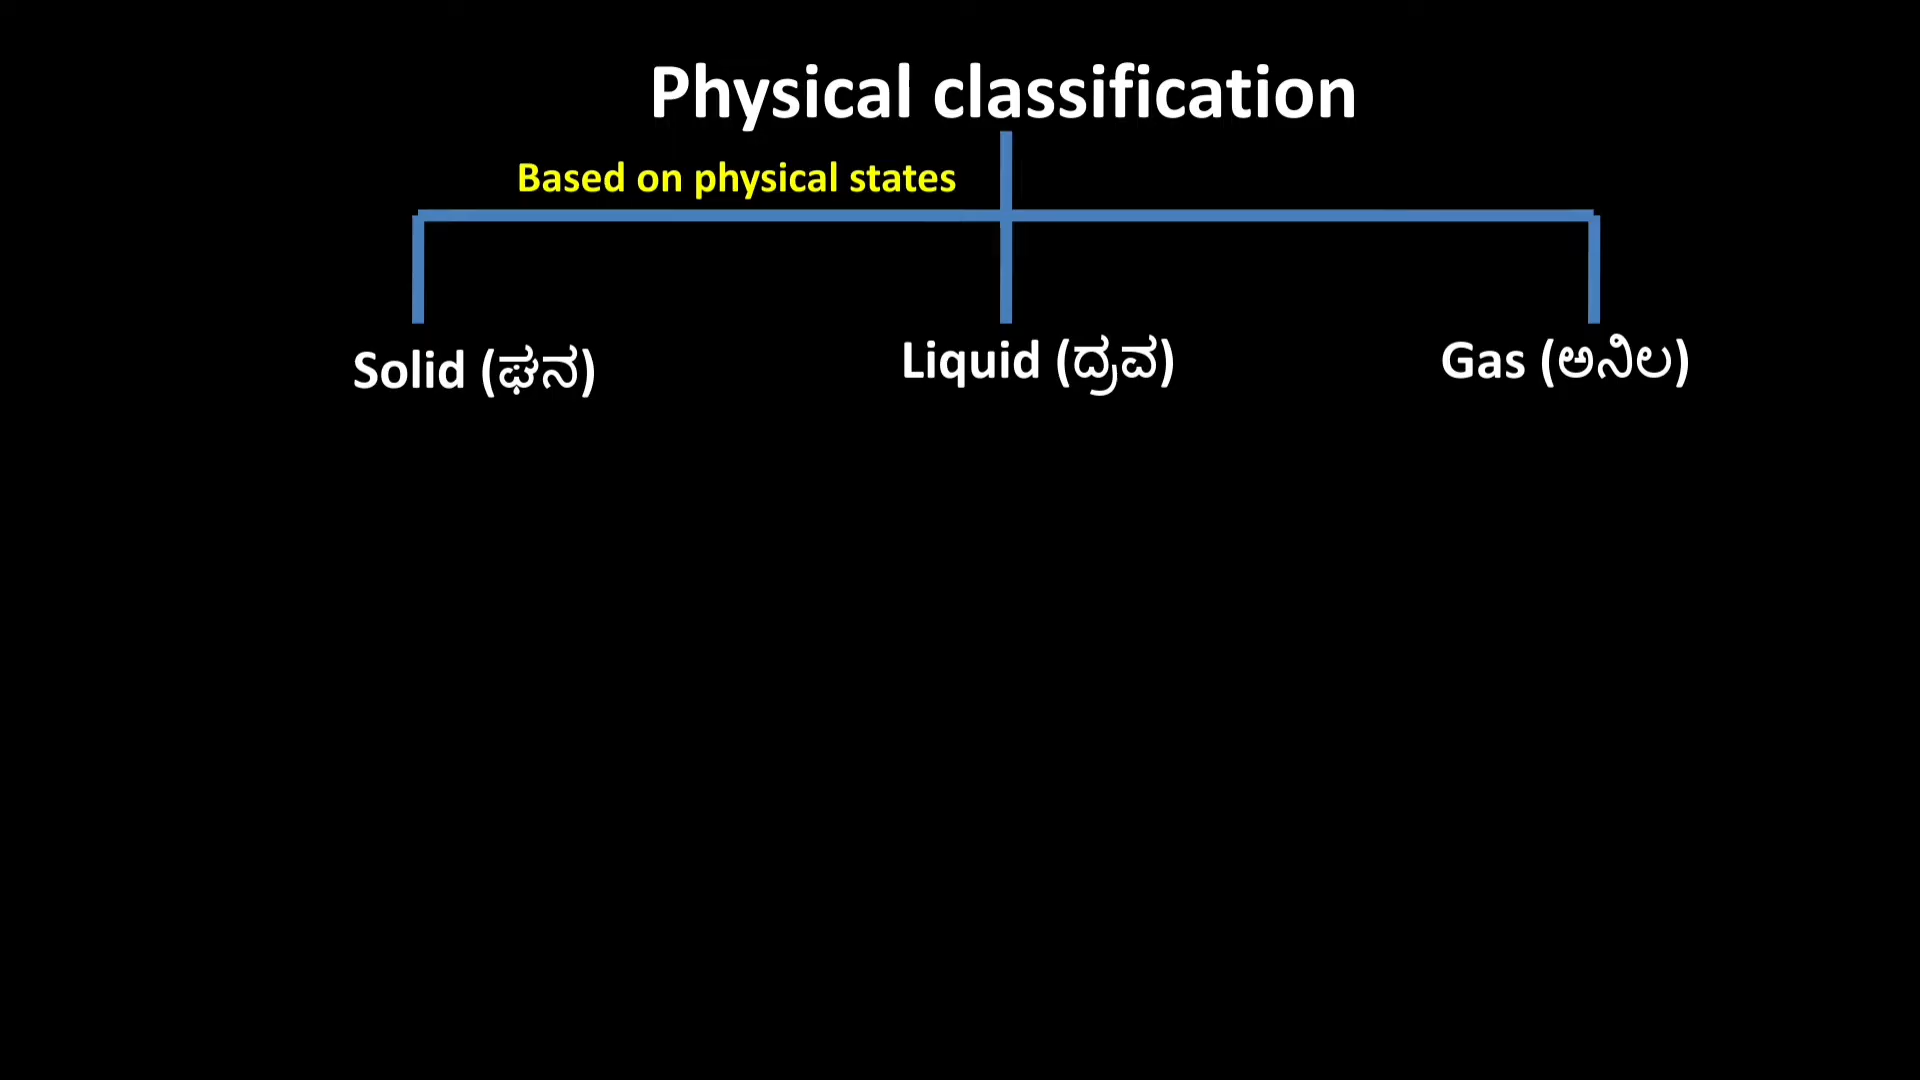 Physical classification
Based on physical states
Solid (ಘನ)
Liquid (ದ್ರವ)
Gas (ಅನಿಲ)